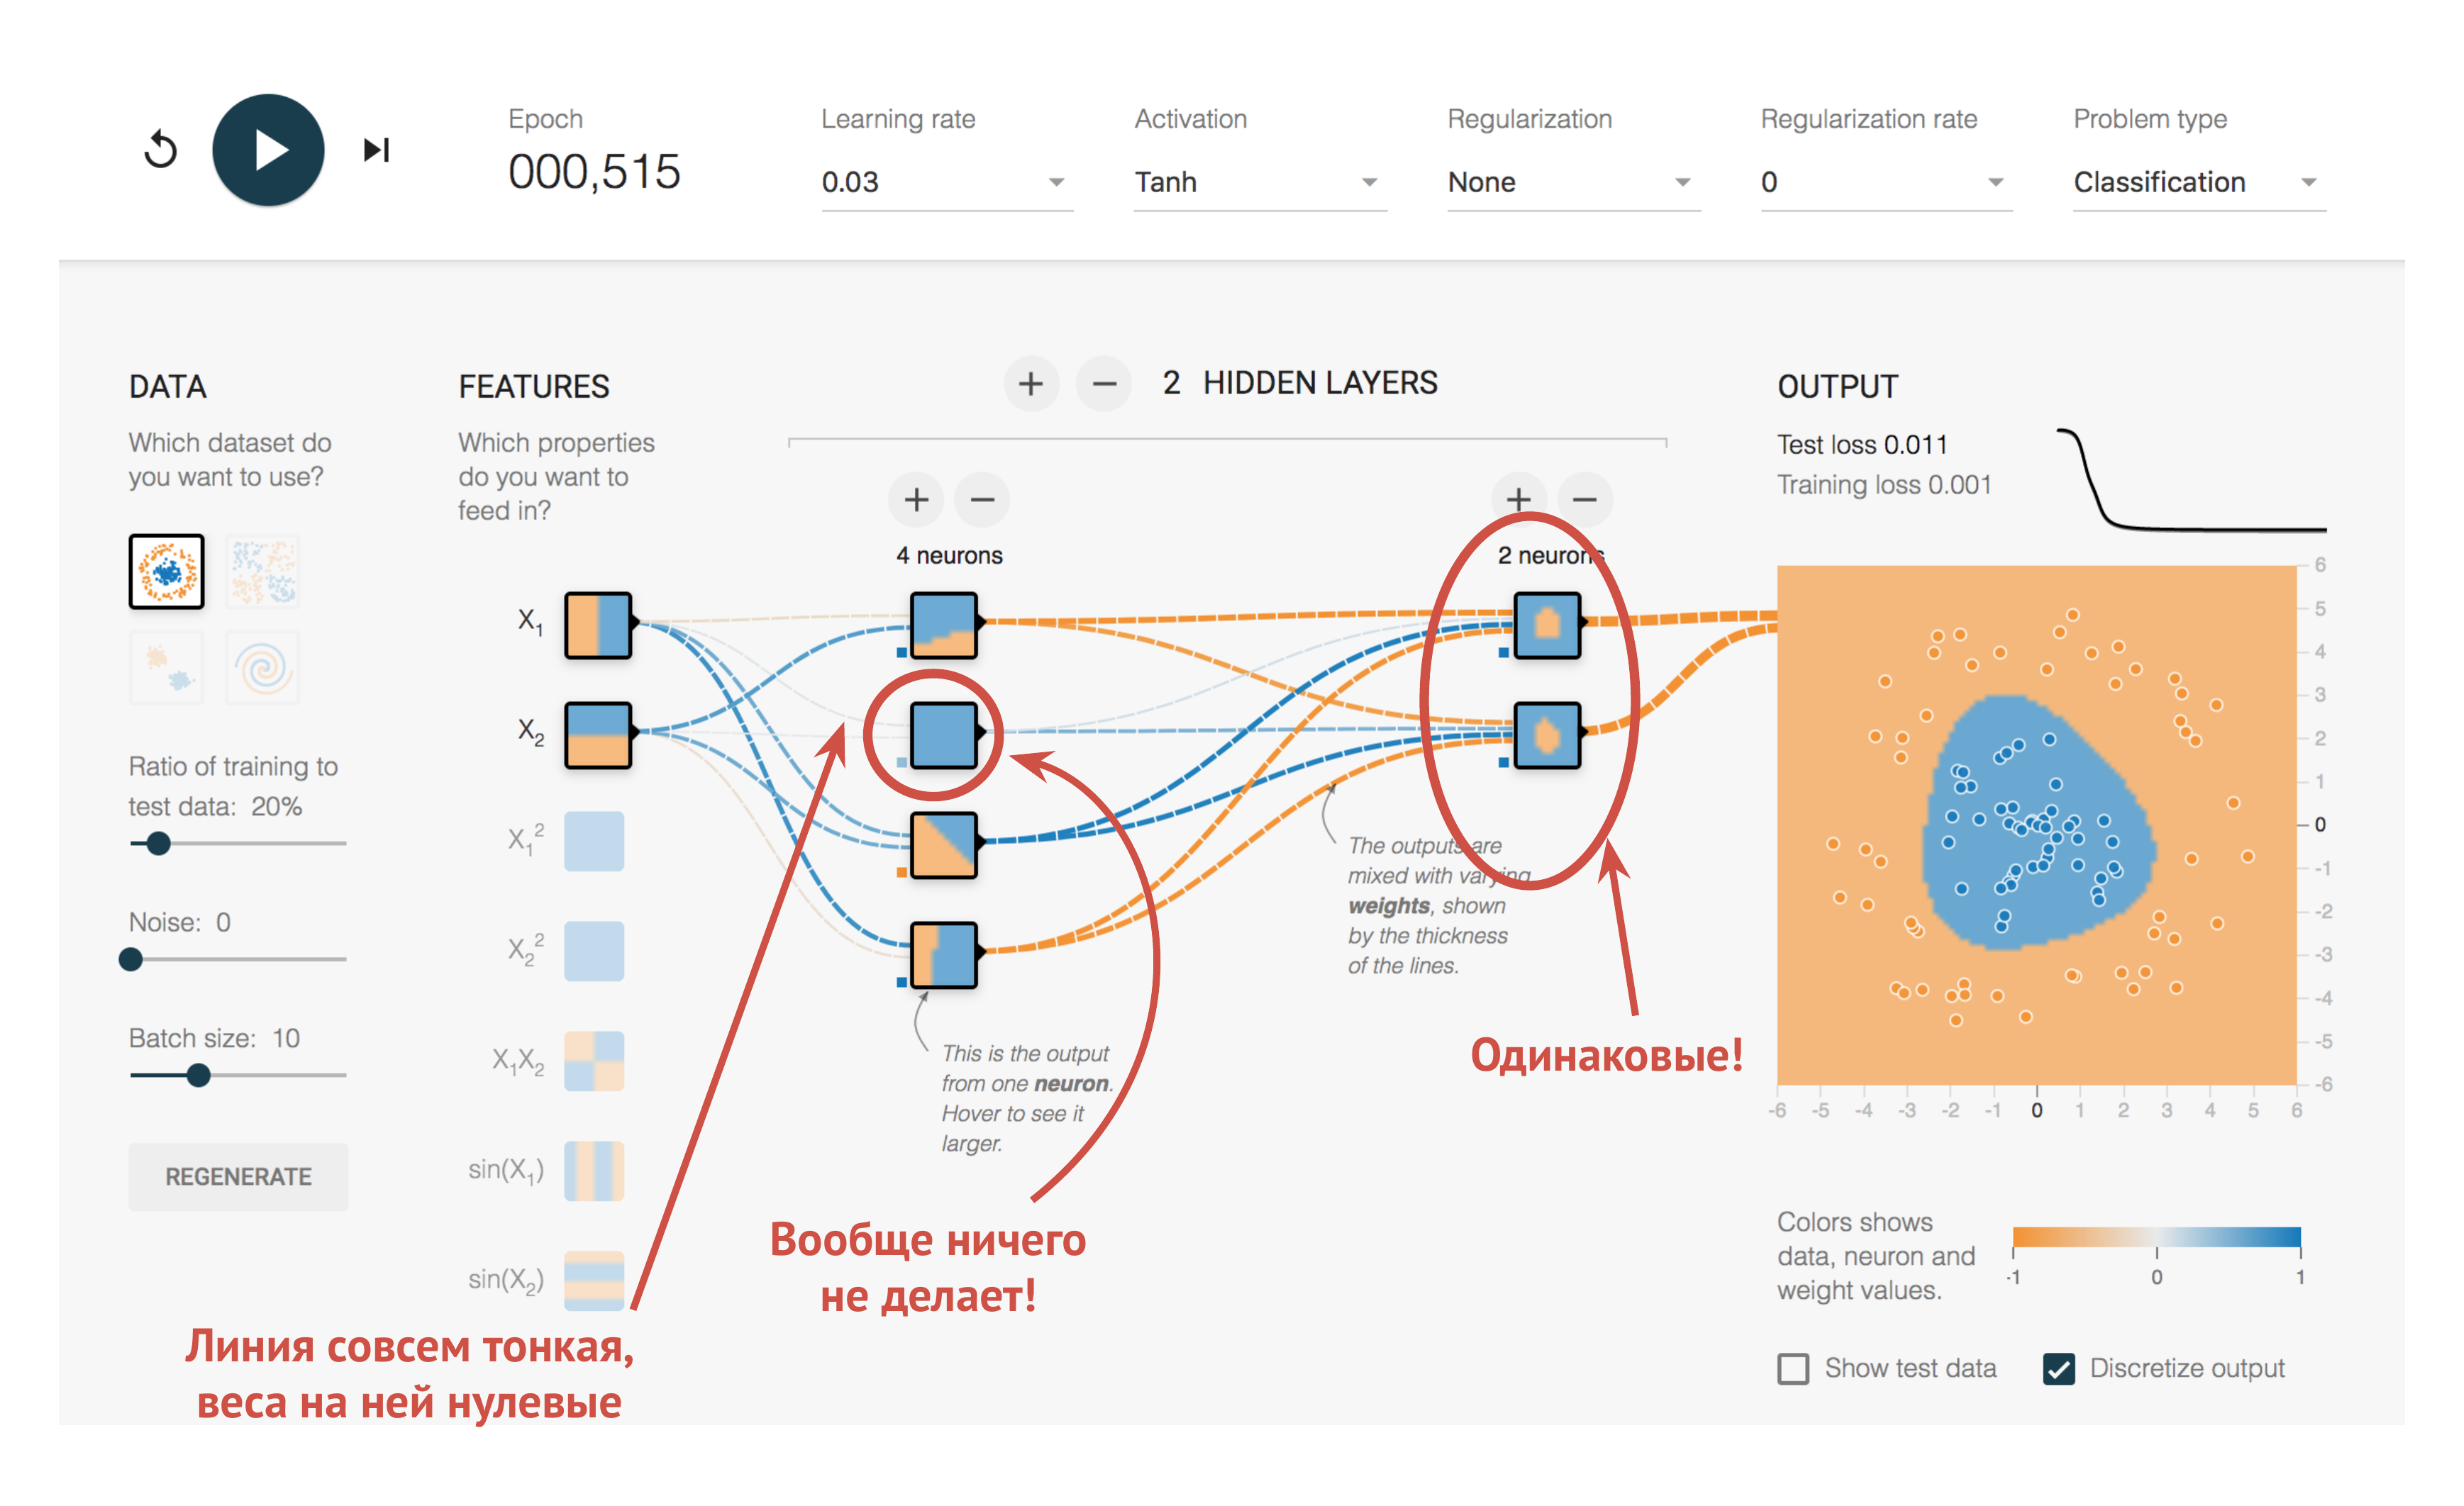 Epoch
000,515
Learning rate
0.03
Activation
Tanh
Regularization
None
Regularization rate
0
Problem type
Classification
DATA
Which dataset do
you want to use?
Ratio of training to
test data: 20%
Noise: 0
Batch size: 10
REGENERATE
FEATURES
Which properties
do you want to
feed in?
X1
X2
X1²
X2²
X1X2
sin(X1)
sin(X2)
+ − 2 HIDDEN LAYERS
+ −
4 neurons
+ −
2 neurons
This is the output
from one neuron.
Hover to see it
larger.
The outputs are
mixed with varying
weights, shown
by the thickness
of the lines.
Линия совсем тонкая,
веса на ней нулевые
Вообще ничего
не делает!
Одинаковые!
OUTPUT
Test loss 0.011
Training loss 0.001
6
5
4
3
2
1
0
-1
-2
-3
-4
-5
-6
-6 -5 -4 -3 -2 -1 0 1 2 3 4 5 6
Colors shows
data, neuron and
weight values.
-1 0 1
Show test data
Discretize output